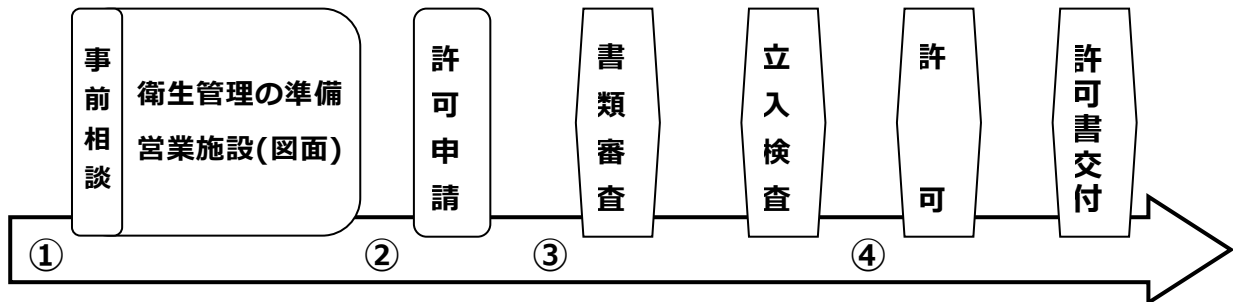 事前相談
衛生管理の準備
営業施設(図面)
許可申請
書類審査
立入検査
許可
許可書交付
①
②
③
④